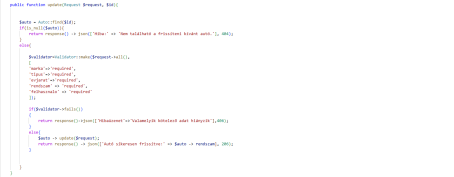 public function update(Request $request, $id){
$auto = Autoc::find($id);
if(is_null($auto)){
return response() -> json(['Hiba:' => 'Nem található a frissíteni kívánt autó.'], 404);
}
else{
$validator=Validator::make($request->all(),
[
'marka'=>'required',
'tipus'=>'required',
'evjarat'=>'required',
'rendszam' => 'required',
'felhasznalo' => 'required'
]);
if($validator->fails())
{
return response()->json(['Hibaüzenet'=>'Valamelyik kötelező adat hiányzik'],400);
}
else{
$auto -> update($request);
return response() -> json(['Autó sikeresen frissítve:' => $auto -> rendszam], 200);
}
}
}